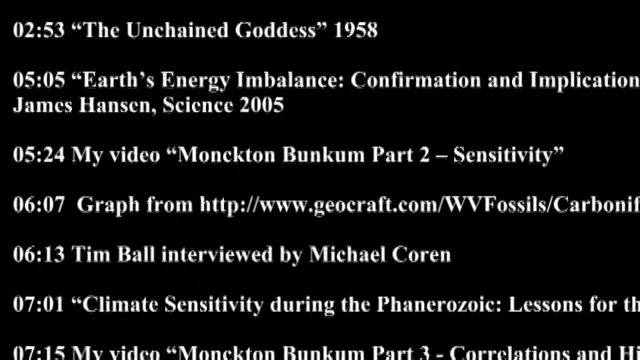 02:53 “The Unchained Goddess” 1958
05:05 “Earth’s Energy Imbalance: Confirmation and Implication
James Hansen, Science 2005
05:24 My video “Monckton Bunkum Part 2 – Sensitivity”
06:07  Graph from http://www.geocraft.com/WVFossils/Carbonif
06:13 Tim Ball interviewed by Michael Coren
07:01 “Climate Sensitivity during the Phanerozoic: Lessons for th
07:15 My video “Monckton Bunkum Part 3 - Correlations and Hi